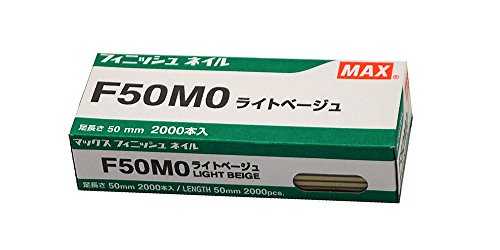 フィニッシュ ネイル
MAX®
F50M0 ライトベージュ
足長さ 50 mm 2000本入
マックス フィニッシュ ネイル
F50M0 ライトベージュ
LIGHT BEIGE
足長さ 50mm 2000本入/LENGTH 50mm 2000pcs.